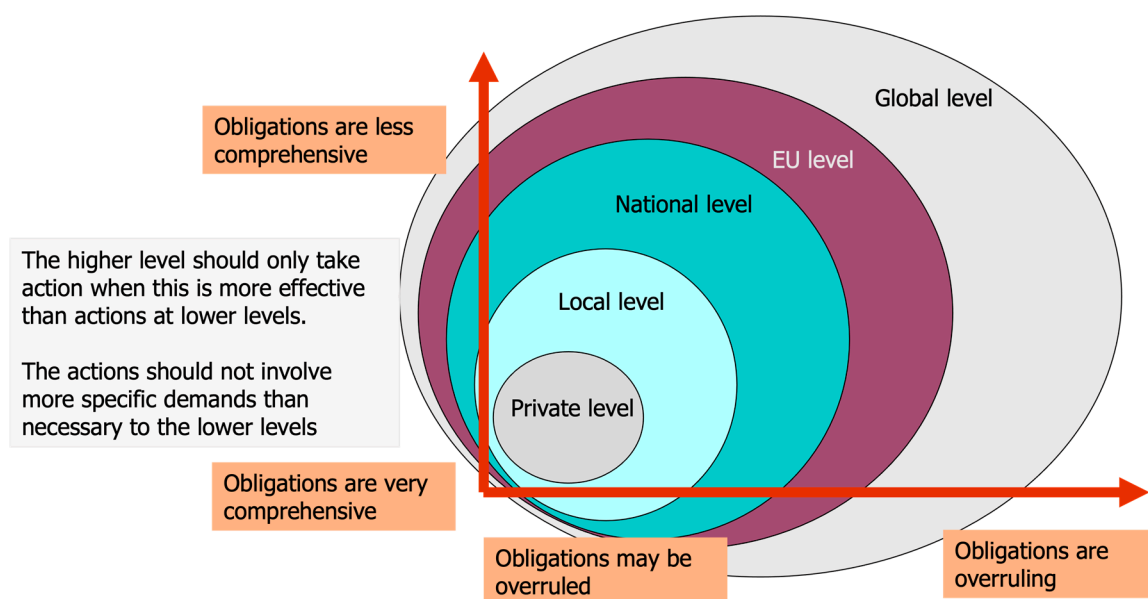 Global level
Obligations are less
comprehensive
EU level
National level
The higher level should only take
action when this is more effective
than actions at lower levels.
The actions should not involve
more specific demands than
necessary to the lower levels
Local level
Private level
Obligations are very
comprehensive
Obligations may be
overruled
Obligations are
overruling